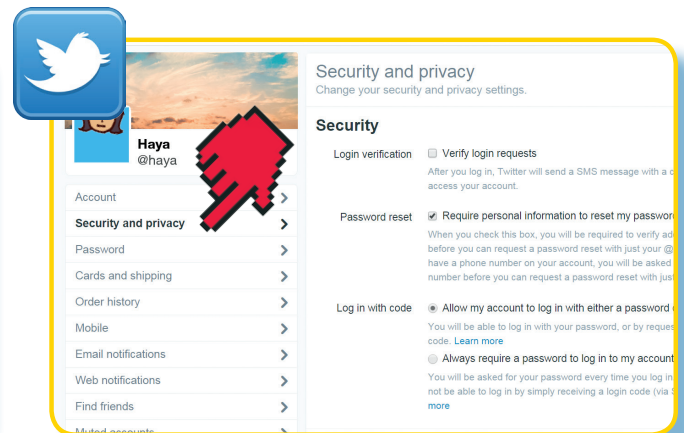 Haya
@haya
Account
Security and privacy
Password
Cards and shipping
Order history
Mobile
Email notifications
Web notifications
Find friends
Muted accounts
Security and privacy
Change your security and privacy settings.
Security
Login verification
Verify login requests
After you log in, Twitter will send a SMS message with a
access your account.
Password reset
Require personal information to reset my password
When you check this box, you will be required to verify
before you can request a password reset with just your @
have a phone number on your account, you will be asked
number before you can request a password reset with just
Log in with code
Allow my account to log in with either a password
You will be able to log in with your password, or by
code. Learn more
Always require a password to log in to my account
You will be asked for your password every time you log in
not be able to log in by simply receiving a login code (via
more